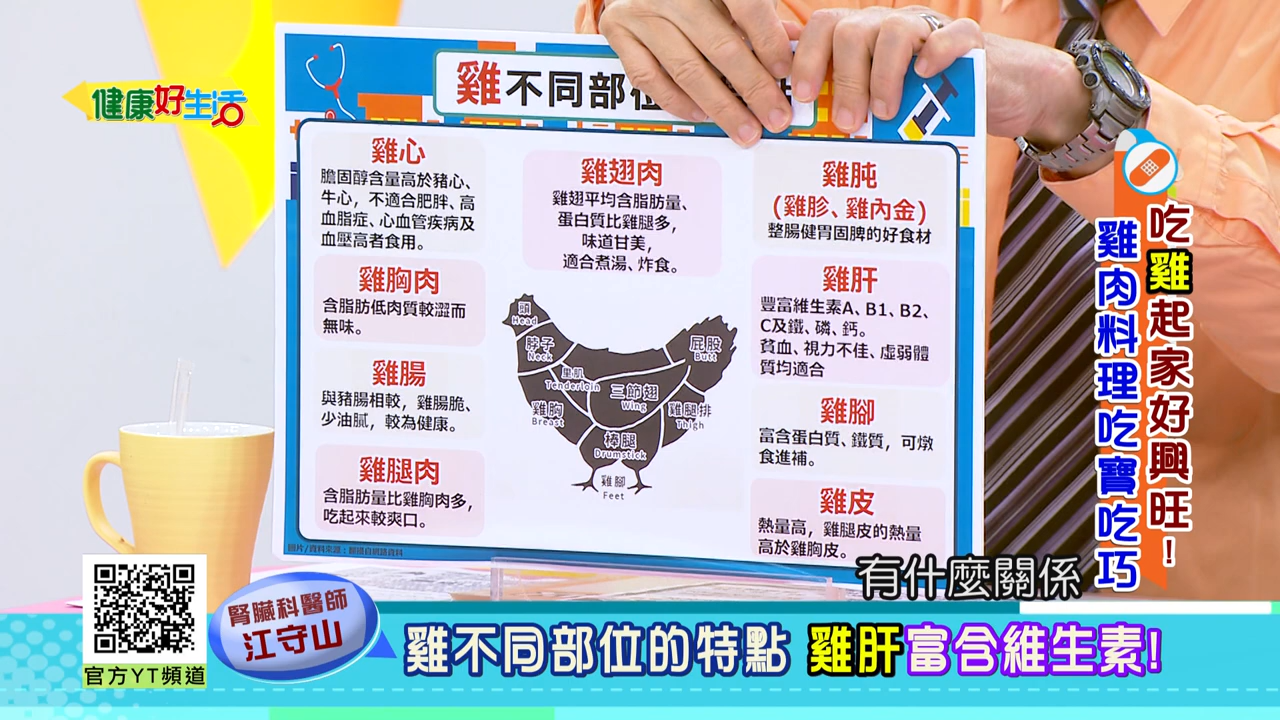 健康好生活
雞不同部位
雞心
膽固醇含量高於豬心、
牛心，不適合肥胖、高
血脂症、心血管疾病及
血壓高者食用。
雞胸肉
含脂肪低肉質較澀而
無味。
雞腸
與豬腸相較，雞腸脆、
少油膩，較為健康。
雞腿肉
含脂肪量比雞胸肉多，
吃起來較爽口。
雞翅肉
雞翅平均含脂肪量、
蛋白質比雞腿多，
味道甘美，
適合煮湯、炸食。
頭
Head
脖子
Neck
里肌
Tenderloin
雞胸
Breast
三節翅
Wing
屁股
Butt
雞腿排
Thigh
棒腿
Drumstick
雞腳
Feet
雞肫
(雞胗、雞內金)
整腸健胃固脾的好食材
雞肝
豐富維生素A、B1、B2、
C及鐵、磷、鈣。
貧血、視力不佳、虛弱體
質均適合
雞腳
富含蛋白質、鐵質，可燉
食進補。
雞皮
熱量高，雞腿皮的熱量
高於雞胸皮。
吃雞起家好興旺！
雞肉料理吃寶吃巧
有什麼關係
官方YT頻道
腎臟科醫師
江守山
雞不同部位的特點 雞肝富含維生素!